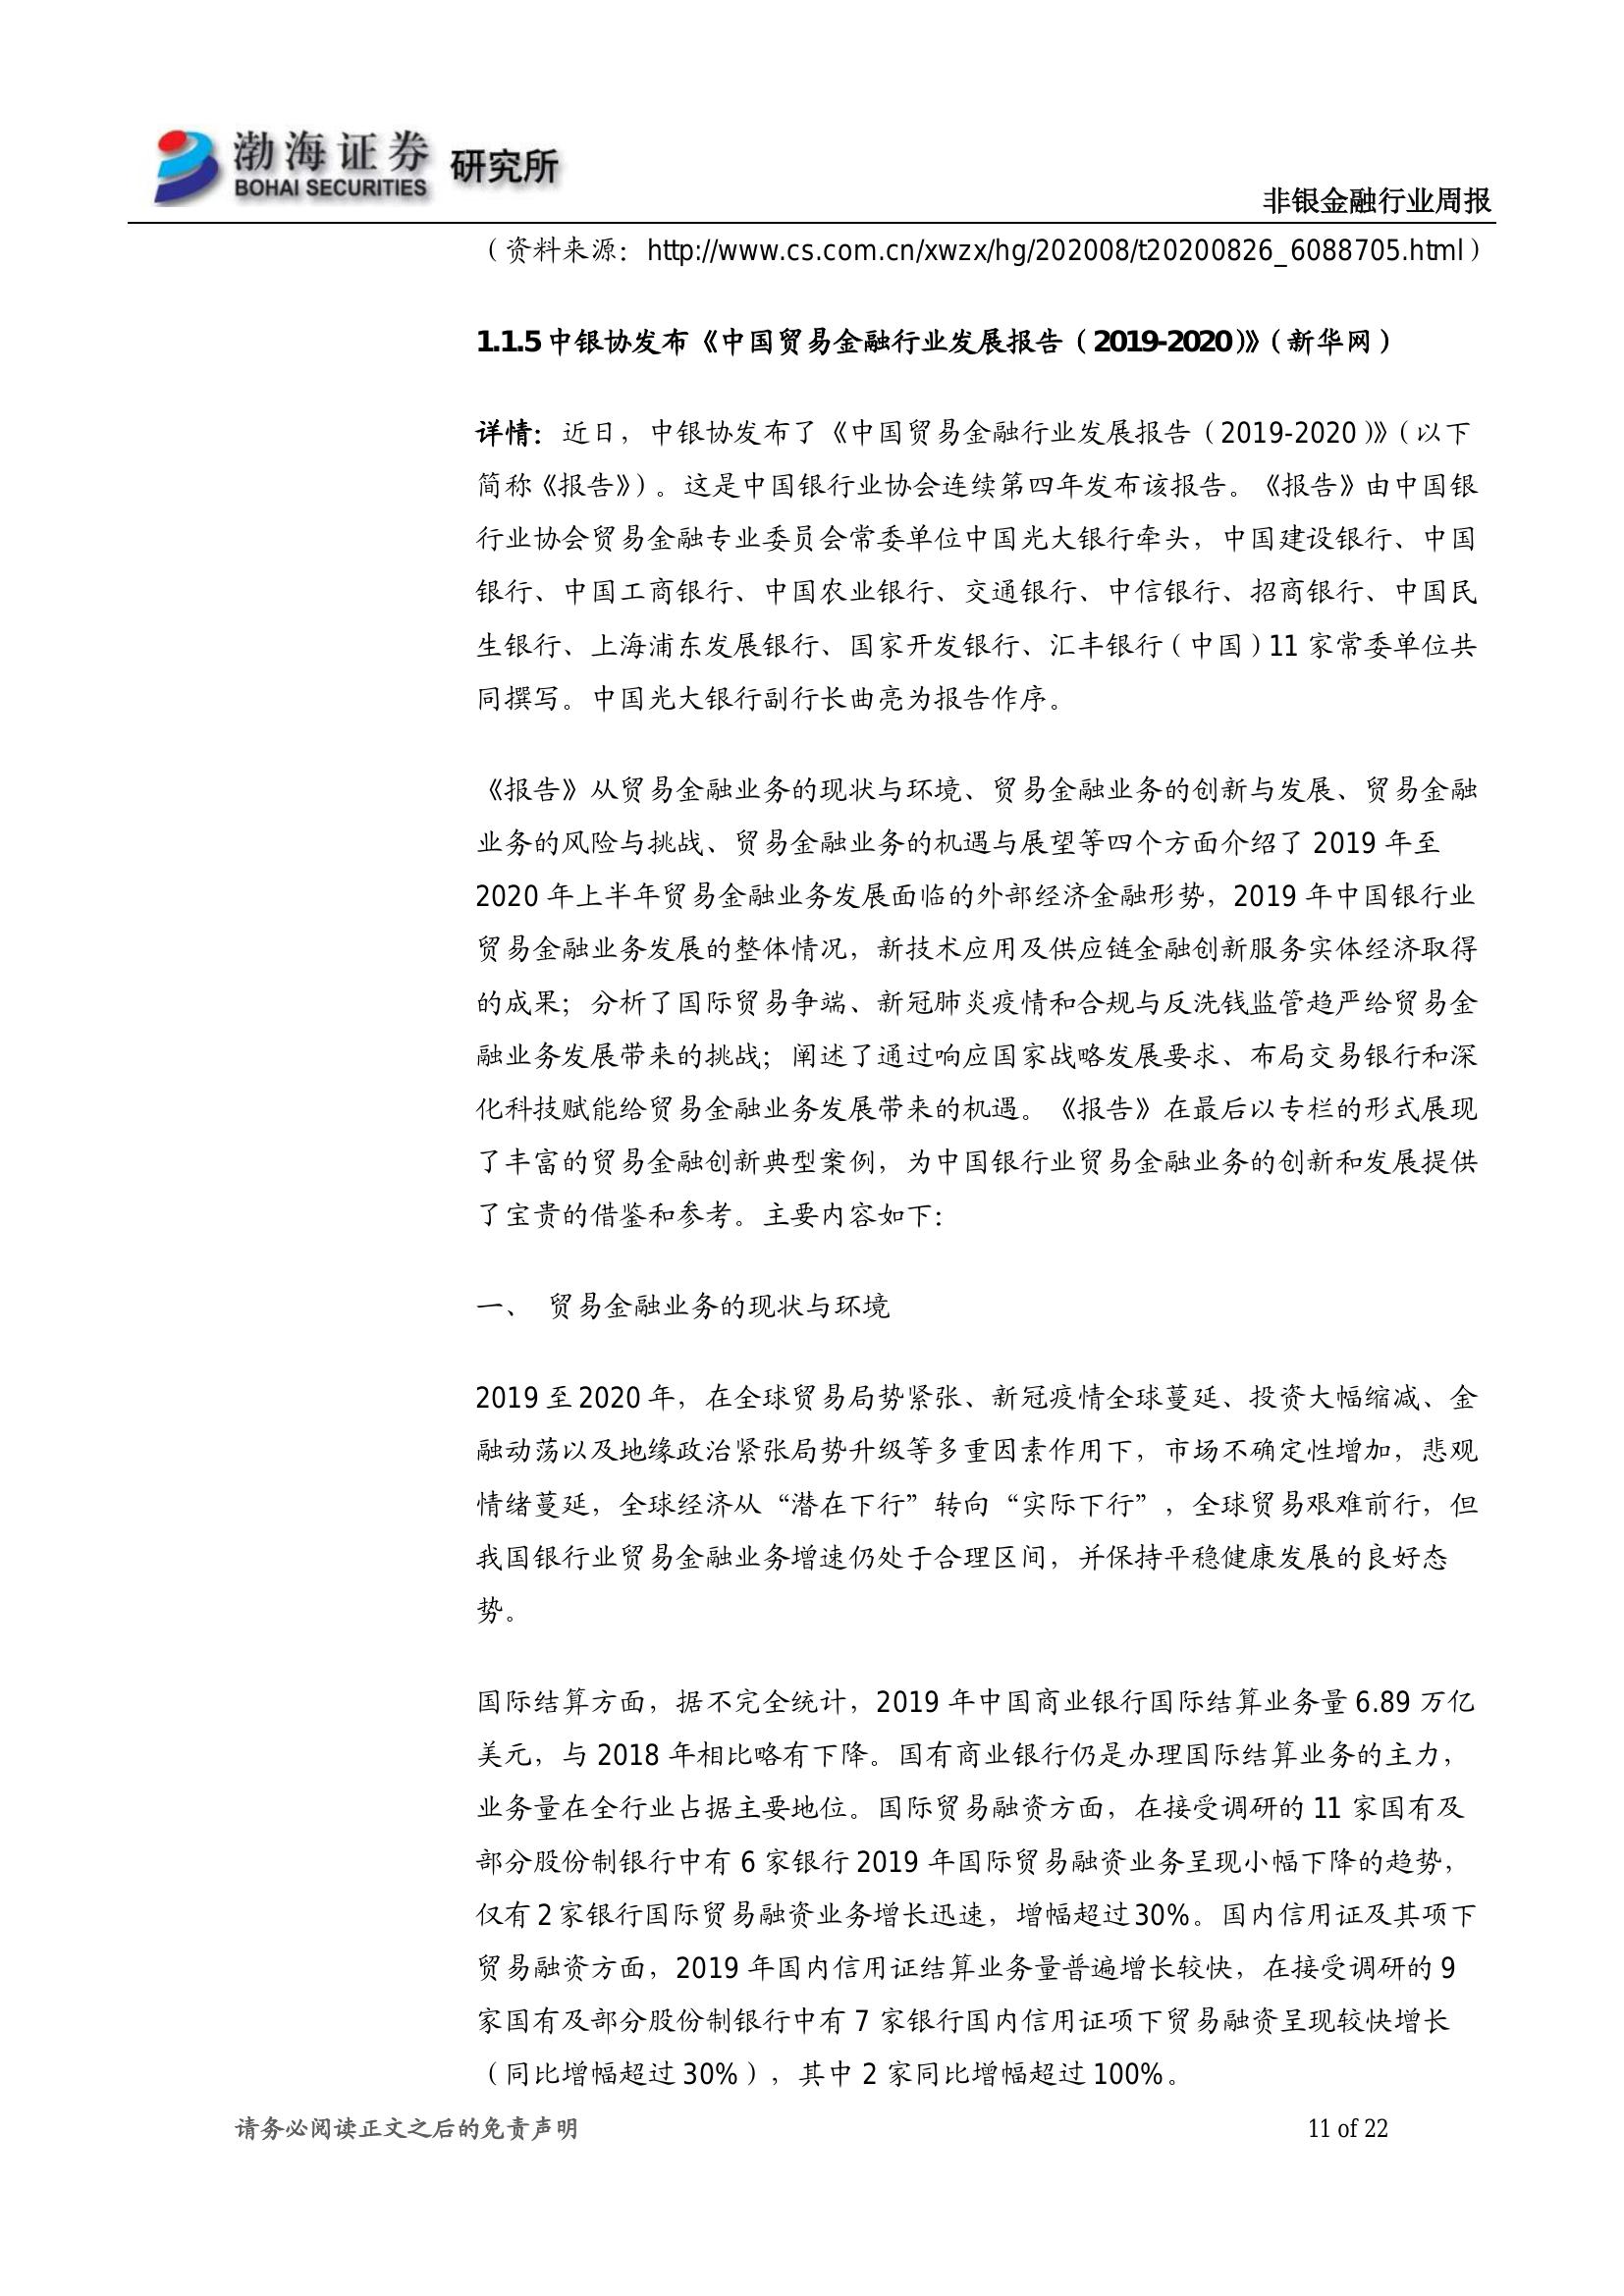 渤海证券 研究所
BOHAI SECURITIES
非银金融行业周报
（资料来源：http://www.cs.com.cn/xwzx/hg/202008/t20200826_6088705.html）
1.1.5 中银协发布《中国贸易金融行业发展报告（2019-2020）》（新华网）
详情：近日，中银协发布了《中国贸易金融行业发展报告（2019-2020）》（以下
简称《报告》）。这是中国银行业协会连续第四年发布该报告。《报告》由中国银
行业协会贸易金融专业委员会常委单位中国光大银行牵头，中国建设银行、中国
银行、中国工商银行、中国农业银行、交通银行、中信银行、招商银行、中国民
生银行、上海浦东发展银行、国家开发银行、汇丰银行（中国）11 家常委单位共
同撰写。中国光大银行副行长曲亮为报告作序。
《报告》从贸易金融业务的现状与环境、贸易金融业务的创新与发展、贸易金融
业务的风险与挑战、贸易金融业务的机遇与展望等四个方面介绍了 2019 年至
2020 年上半年贸易金融业务发展面临的外部经济金融形势，2019 年中国银行业
贸易金融业务发展的整体情况，新技术应用及供应链金融创新服务实体经济取得
的成果；分析了国际贸易争端、新冠肺炎疫情和合规与反洗钱监管趋严给贸易金
融业务发展带来的挑战；阐述了通过响应国家战略发展要求、布局交易银行和深
化科技赋能给贸易金融业务发展带来的机遇。《报告》在最后以专栏的形式展现
了丰富的贸易金融创新典型案例，为中国银行业贸易金融业务的创新和发展提供
了宝贵的借鉴和参考。主要内容如下：
一、 贸易金融业务的现状与环境
2019 至 2020 年，在全球贸易局势紧张、新冠疫情全球蔓延、投资大幅缩减、金
融动荡以及地缘政治紧张局势升级等多重因素作用下，市场不确定性增加，悲观
情绪蔓延，全球经济从“潜在下行”转向“实际下行”，全球贸易艰难前行，但
我国银行业贸易金融业务增速仍处于合理区间，并保持平稳健康发展的良好态
势。
国际结算方面，据不完全统计，2019 年中国商业银行国际结算业务量 6.89 万亿
美元，与 2018 年相比略有下降。国有商业银行仍是办理国际结算业务的主力，
业务量在全行业占据主要地位。国际贸易融资方面，在接受调研的 11 家国有及
部分股份制银行中有 6 家银行 2019 年国际贸易融资业务呈现小幅下降的趋势，
仅有 2 家银行国际贸易融资业务增长迅速，增幅超过 30%。国内信用证及其项下
贸易融资方面，2019 年国内信用证结算业务量普遍增长较快，在接受调研的 9
家国有及部分股份制银行中有 7 家银行国内信用证项下贸易融资呈现较快增长
（同比增幅超过 30%），其中 2 家同比增幅超过 100%。
请务必阅读正文之后的免责声明
11 of 22